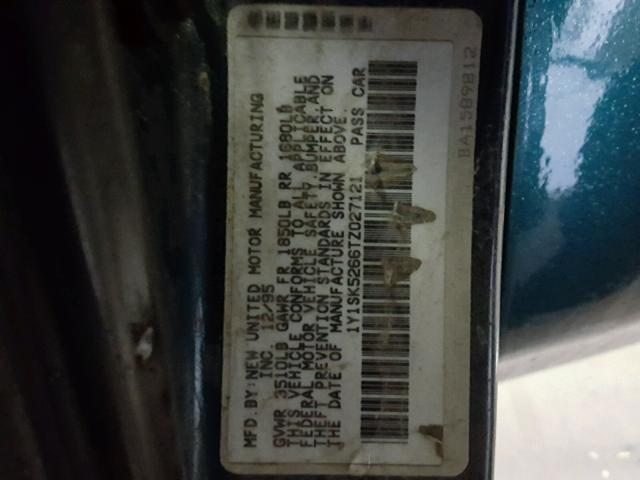 MFD.BY:NEW UNITED MOTOR MANUFACTURING
INC. 12/95
GVWR 3510LB GAWR FR 1850LB RR 1680LB
THIS VEHICLE CONFORMS TO ALL APPLICABLE
FEDERAL MOTOR VEHICLE SAFETY,BUMPER,AND
THEFT PREVENTION STANDARDS IN EFFECT ON
THE DATE OF MANUFACTURE SHOWN ABOVE.
1Y1SK5266TZ027121 PASS CAR
BA1589812